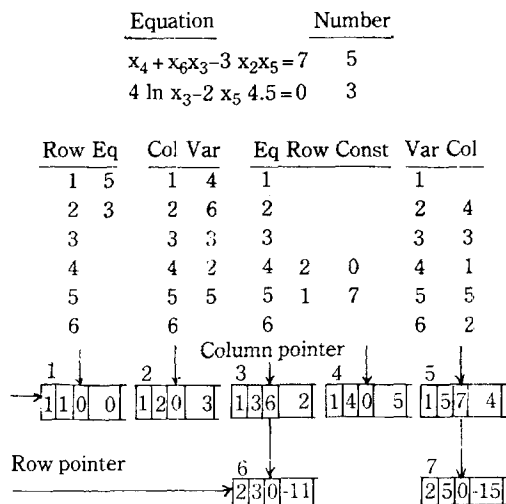 Equation Number
x₄ + x₆x₃–3 x₂x₅ = 7 5
4 ln x₃–2 x₅ 4.5 = 0 3
Row Eq Col Var Eq Row Const Var Col
1 5 1 4 1 1
2 3 2 6 2 2 4
3 3 3 3 3 3
4 4 2 4 2 0 4 1
5 5 5 5 1 7 5 5
6 6 6 6 2
Column pointer
1 2 3 4 5
1 1 0 0 1 2 0 3 1 3 6 2 1 4 0 5 1 5 7 4
Row pointer
6 7
2 3 0 -11 2 5 0 -15